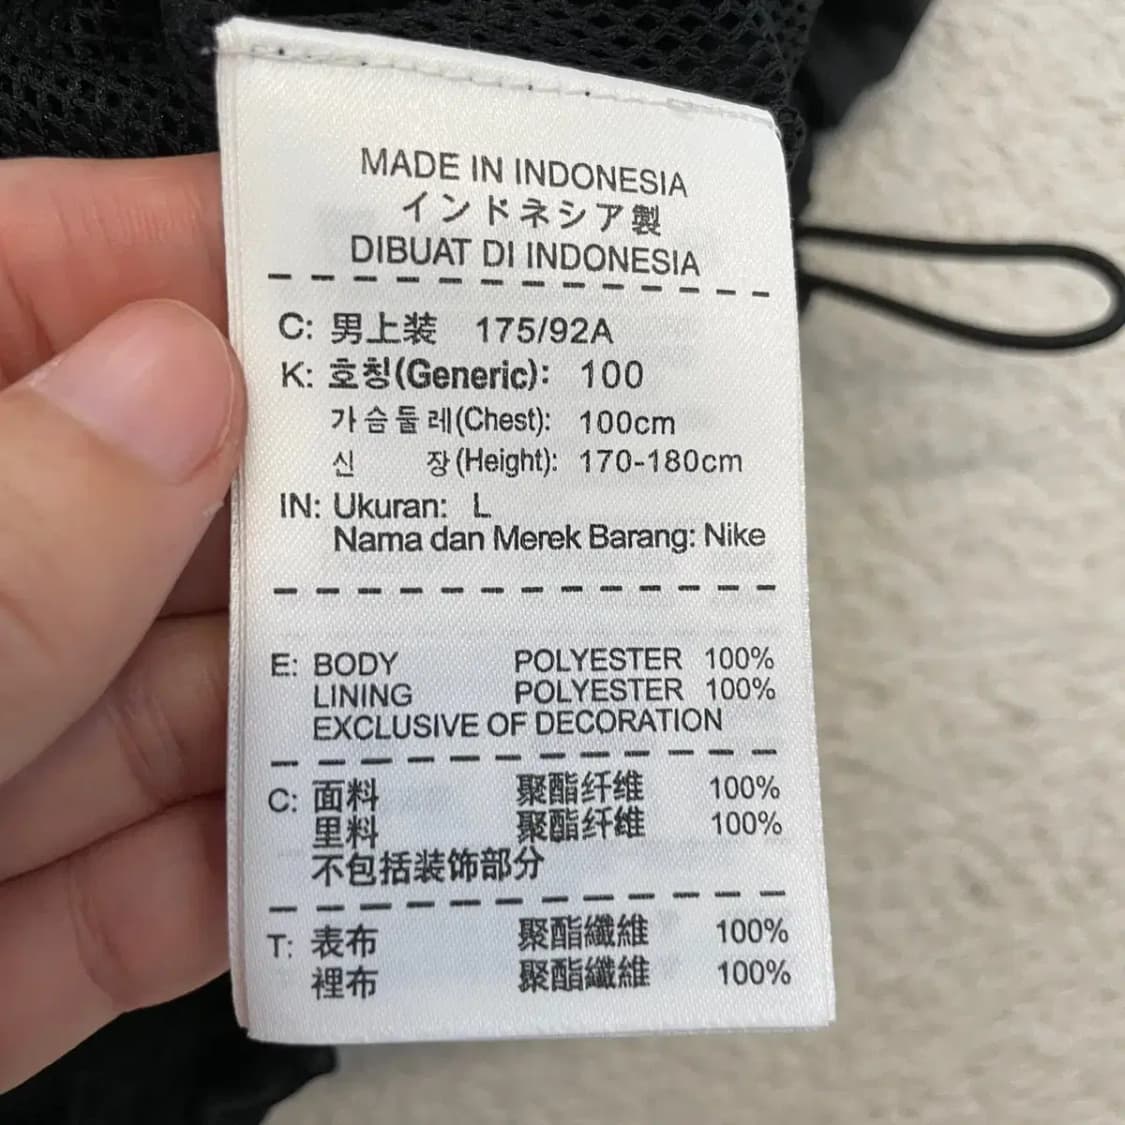 MADE IN INDONESIA
インドネシア製
DIBUAT DI INDONESIA
C: 男上装 175/92A
K: 호칭(Generic): 100
가슴둘레(Chest): 100cm
신 장(Height): 170-180cm
IN: Ukuran: L
Nama dan Merek Barang: Nike
E: BODY POLYESTER 100%
LINING POLYESTER 100%
EXCLUSIVE OF DECORATION
C: 面料 聚酯纤维 100%
里料 聚酯纤维 100%
不包括装饰部分
T: 表布 聚酯纖維 100%
裡布 聚酯纖維 100%